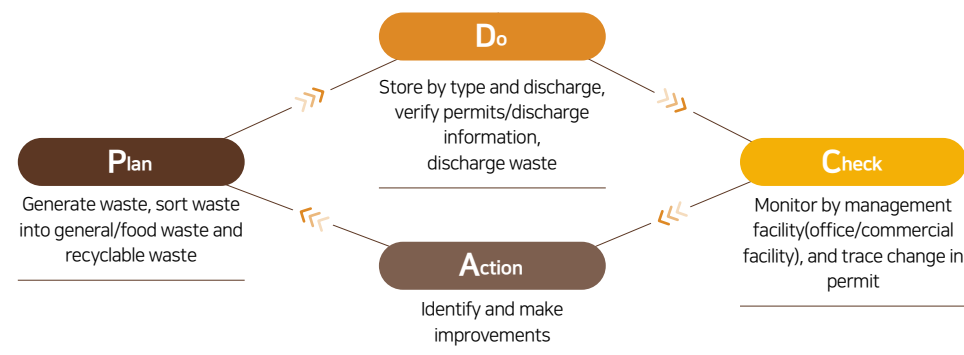 Do
Store by type and discharge,
verify permits/discharge
information,
discharge waste
Plan
Generate waste, sort waste
into general/food waste and
recyclable waste
Check
Monitor by management
facility(office/commercial
facility), and trace change in
permit
Action
Identify and make
improvements